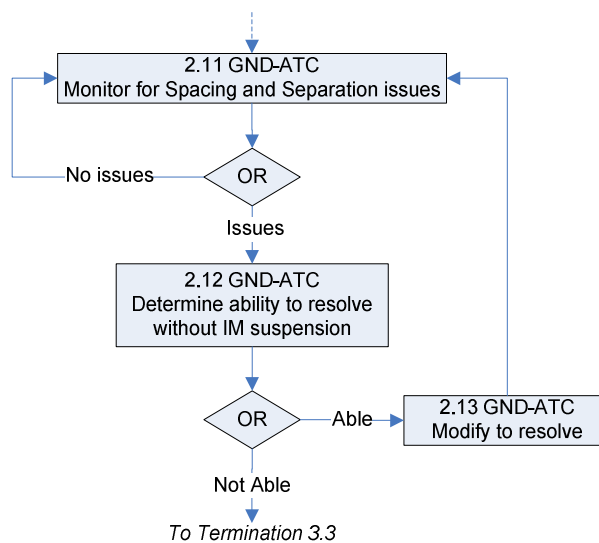 2.11 GND-ATC
Monitor for Spacing and Separation issues
No issues
OR
Issues
2.12 GND-ATC
Determine ability to resolve
without IM suspension
OR
Able
2.13 GND-ATC
Modify to resolve
Not Able
To Termination 3.3